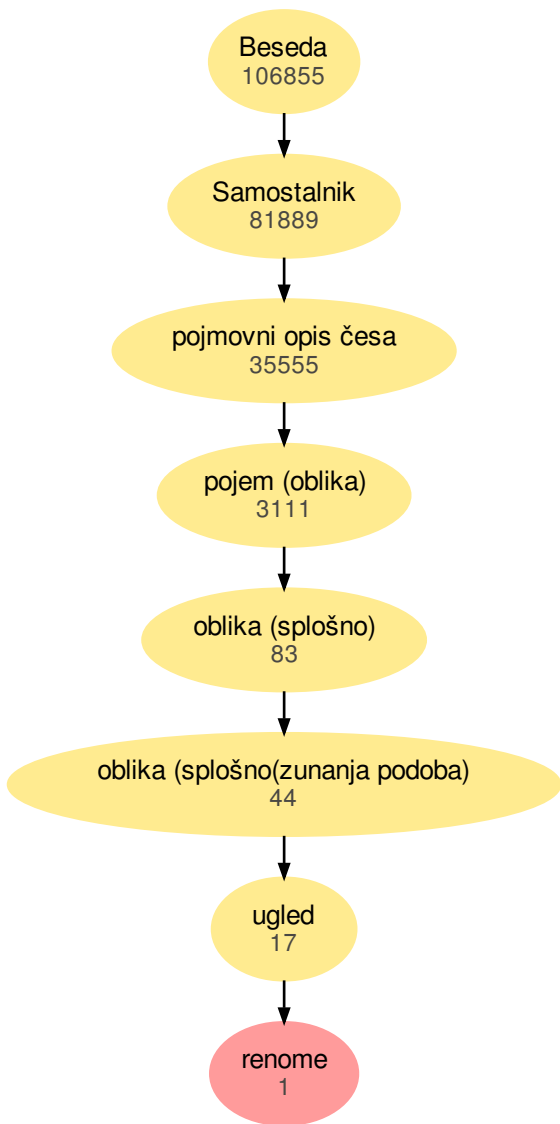 Beseda
106855
Samostalnik
81889
pojmovni opis česa
35555
pojem (oblika)
3111
oblika (splošno)
83
oblika (splošno(zunanja podoba)
44
ugled
17
renome
1